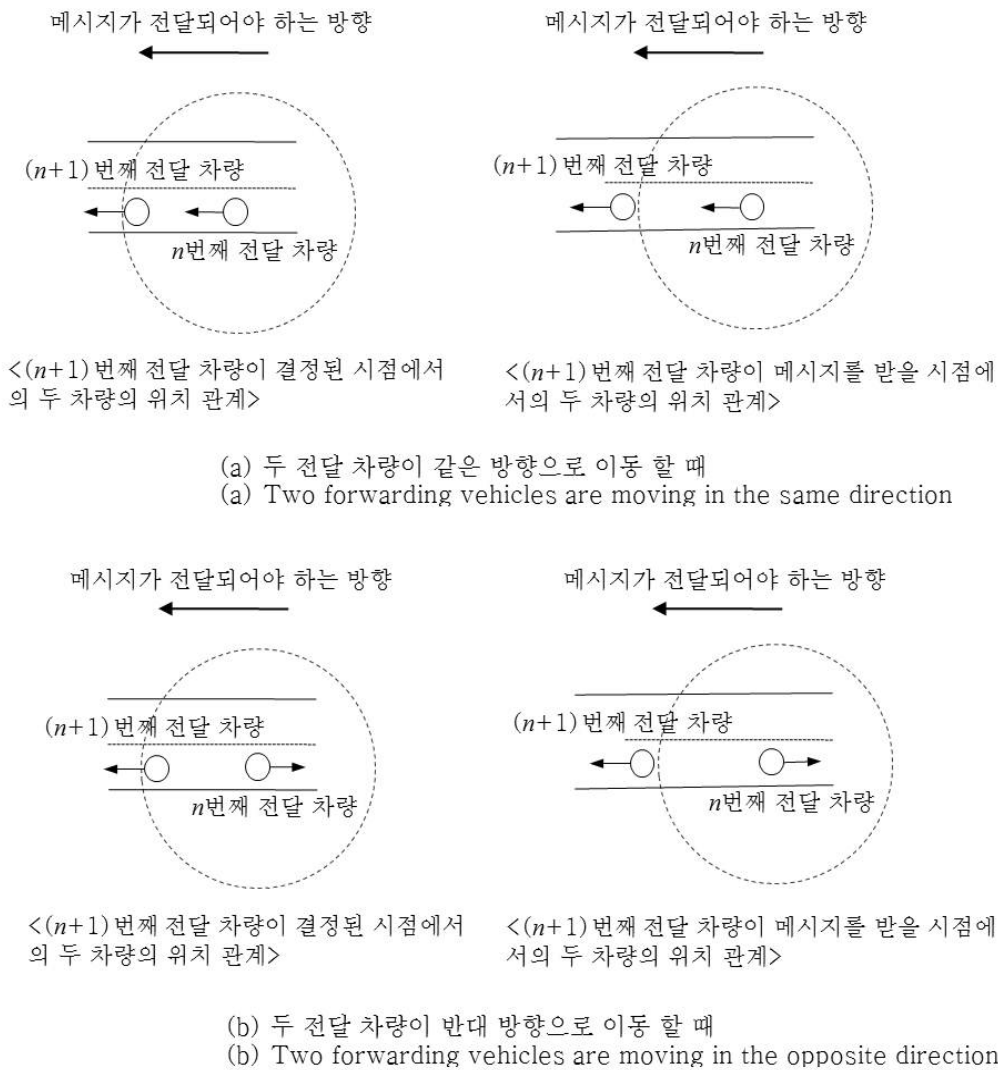 메시지가 전달되어야 하는 방향
메시지가 전달되어야 하는 방향
(n+1)번째 전달 차량
n번째 전달 차량
(n+1)번째 전달 차량
n번째 전달 차량
<(n+1)번째 전달 차량이 결정된 시점에서
의 두 차량의 위치 관계>
<(n+1)번째 전달 차량이 메시지를 받을 시점에
서의 두 차량의 위치 관계>
(a) 두 전달 차량이 같은 방향으로 이동 할 때
(a) Two forwarding vehicles are moving in the same direction
메시지가 전달되어야 하는 방향
메시지가 전달되어야 하는 방향
(n+1)번째 전달 차량
n번째 전달 차량
(n+1)번째 전달 차량
n번째 전달 차량
<(n+1)번째 전달 차량이 결정된 시점에서
의 두 차량의 위치 관계>
<(n+1)번째 전달 차량이 메시지를 받을 시점에
서의 두 차량의 위치 관계>
(b) 두 전달 차량이 반대 방향으로 이동 할 때
(b) Two forwarding vehicles are moving in the opposite direction